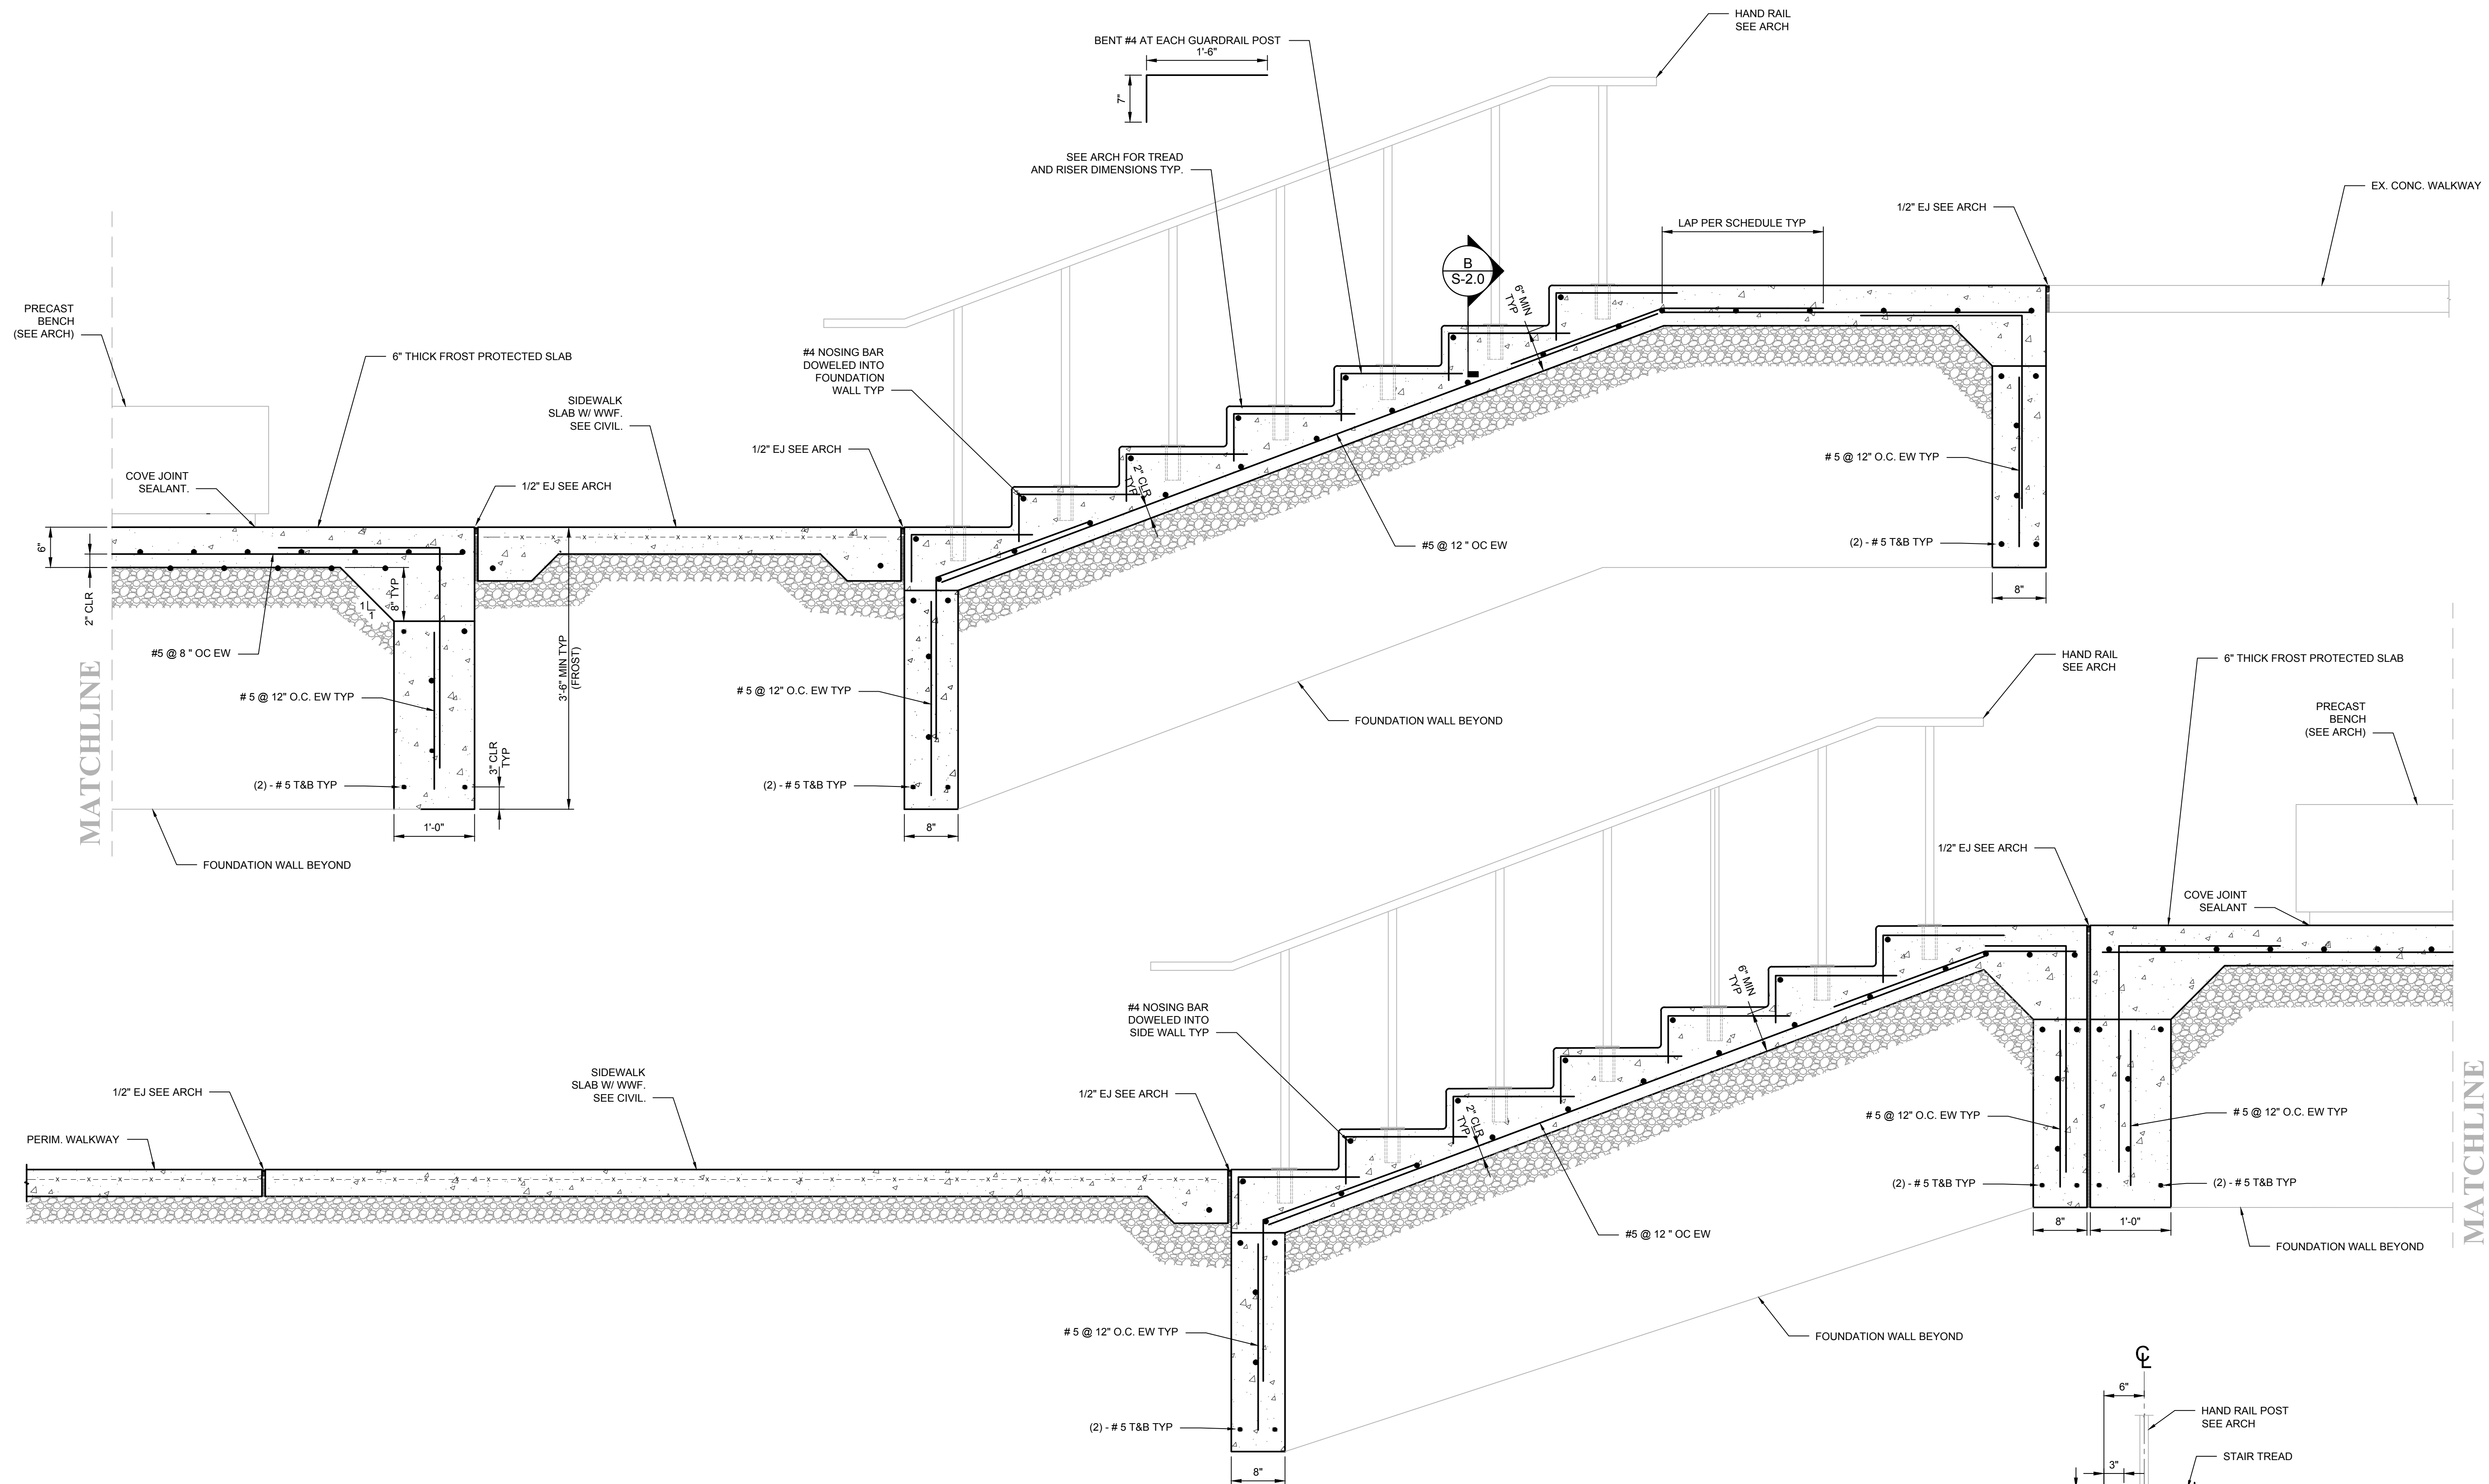 HAND RAIL
SEE ARCH
BENT #4 AT EACH GUARDRAIL POST
1'-6"
7"
SEE ARCH FOR TREAD
AND RISER DIMENSIONS TYP.
EX. CONC. WALKWAY
1/2" EJ SEE ARCH
LAP PER SCHEDULE TYP
B
S-2.0
6" MIN
TYP
PRECAST
BENCH
(SEE ARCH)
6" THICK FROST PROTECTED SLAB
#4 NOSING BAR
DOWELED INTO
FOUNDATION
WALL TYP
SIDEWALK
SLAB W/ WWF.
SEE CIVIL.
1/2" EJ SEE ARCH
COVE JOINT
SEALANT.
1/2" EJ SEE ARCH
2" CLR
TYP
# 5 @ 12" O.C. EW TYP
6"
2" CLR
8" TYP
1
1
#5 @ 12 " OC EW
(2) - # 5 T&B TYP
8"
#5 @ 8 " OC EW
3'-6" MIN TYP
(FROST)
# 5 @ 12" O.C. EW TYP
# 5 @ 12" O.C. EW TYP
MATCHLINE
FOUNDATION WALL BEYOND
3" CLR
TYP
(2) - # 5 T&B TYP
(2) - # 5 T&B TYP
1'-0"
8"
FOUNDATION WALL BEYOND
HAND RAIL
SEE ARCH
6" THICK FROST PROTECTED SLAB
PRECAST
BENCH
(SEE ARCH)
1/2" EJ SEE ARCH
COVE JOINT
SEALANT
6" MIN
TYP
#4 NOSING BAR
DOWELED INTO
SIDE WALL TYP
SIDEWALK
SLAB W/ WWF.
SEE CIVIL.
1/2" EJ SEE ARCH
1/2" EJ SEE ARCH
PERIM. WALKWAY
2" CLR
TYP
# 5 @ 12" O.C. EW TYP
# 5 @ 12" O.C. EW TYP
(2) - # 5 T&B TYP
(2) - # 5 T&B TYP
8"
1'-0"
MATCHLINE
#5 @ 12 " OC EW
FOUNDATION WALL BEYOND
# 5 @ 12" O.C. EW TYP
FOUNDATION WALL BEYOND
(2) - # 5 T&B TYP
8"
CL
6"
HAND RAIL POST
SEE ARCH
STAIR TREAD
3"